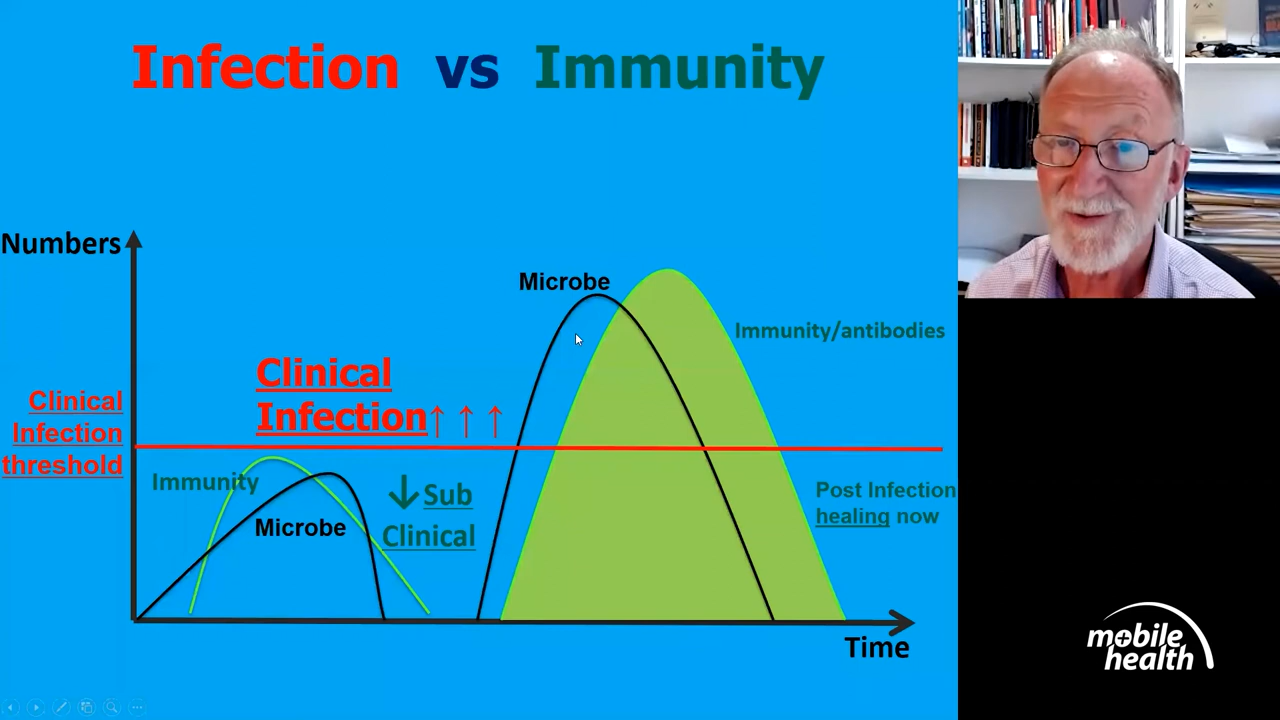 Infection vs Immunity
Numbers
Microbe
Immunity/antibodies
Clinical
Infection↑ ↑ ↑
Clinical
Infection
threshold
Immunity
↓Sub
Clinical
Microbe
Post Infection
healing now
Time
mobile
health